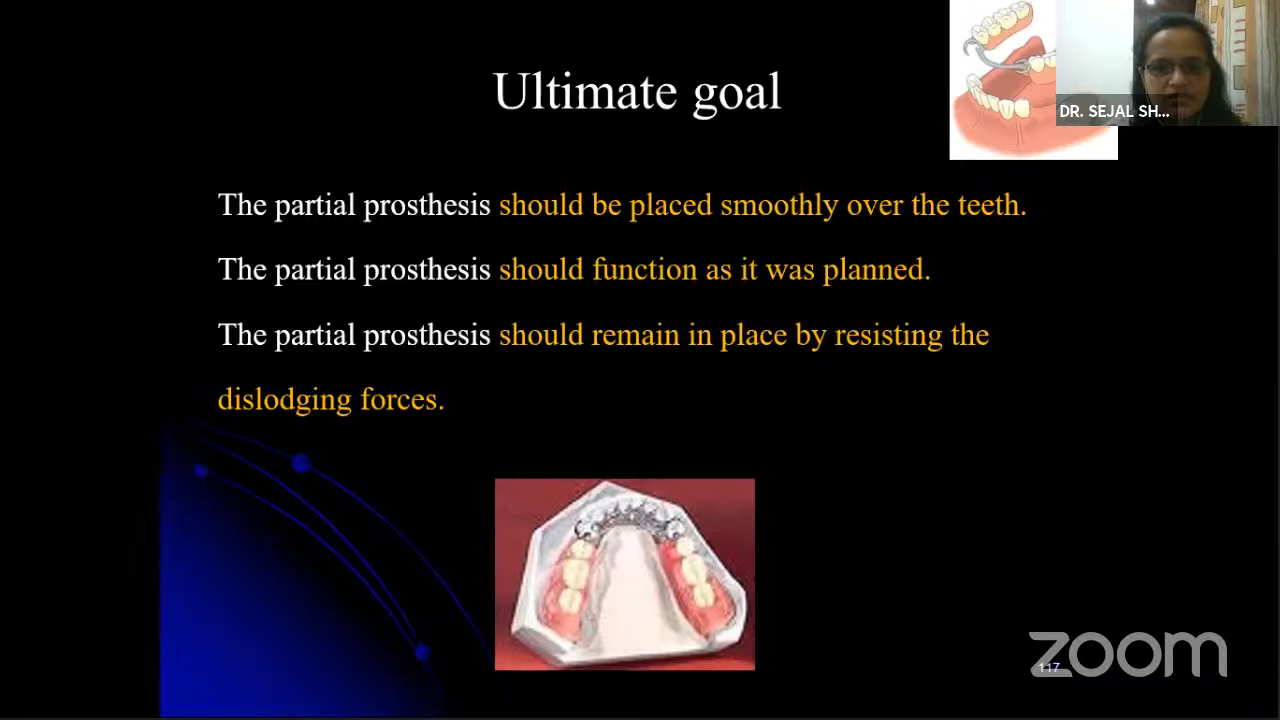 Ultimate goal
DR. SEJAL SH...
The partial prosthesis should be placed smoothly over the teeth.
The partial prosthesis should function as it was planned.
The partial prosthesis should remain in place by resisting the
dislodging forces.
zoom
117